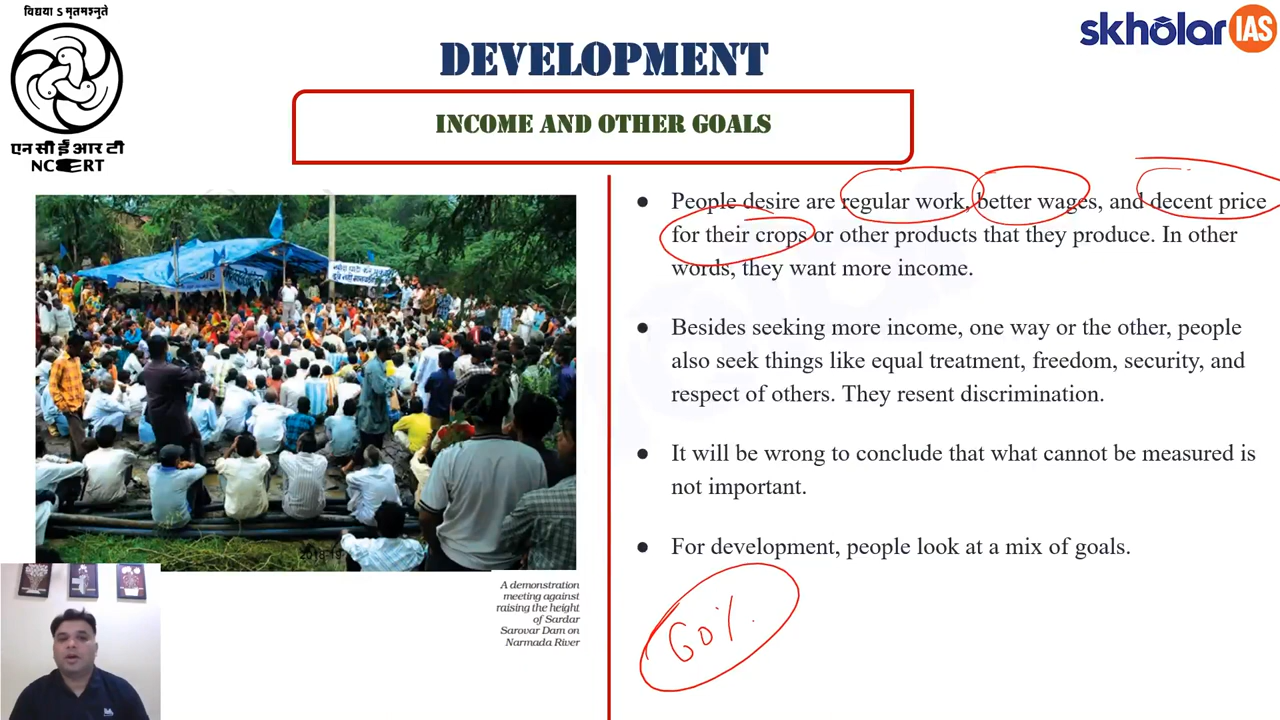 विद्यया ऽ मृतमश्नुते
एन सी ई आर टी
NCERT
skholar IAS
DEVELOPMENT
INCOME AND OTHER GOALS
● People desire are regular work, better wages, and decent price
for their crops or other products that they produce. In other
words, they want more income.
● Besides seeking more income, one way or the other, people
also seek things like equal treatment, freedom, security, and
respect of others. They resent discrimination.
● It will be wrong to conclude that what cannot be measured is
not important.
● For development, people look at a mix of goals.
60%
2018-19
A demonstration
meeting against
raising the height
of Sardar
Sarovar Dam on
Narmada River